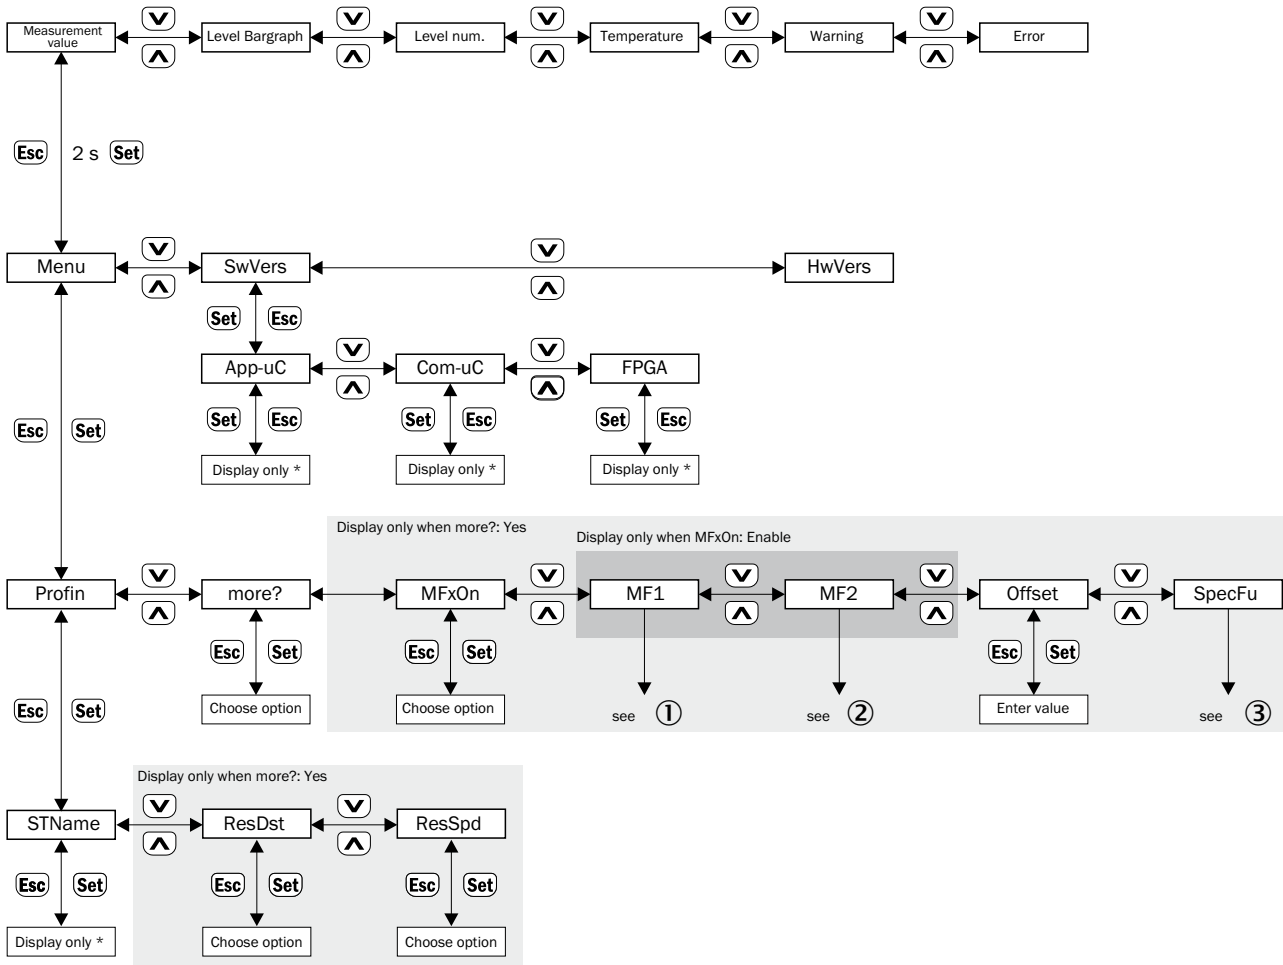 Measurement
value
Level Bargraph
Level num.
Temperature
Warning
Error
Esc
2 s
Set
Menu
SwVers
HwVers
Set
Esc
App-uC
Com-uC
FPGA
Esc
Set
Set
Esc
Set
Esc
Set
Esc
Display only *
Display only *
Display only *
Display only when more?: Yes
Display only when MFxOn: Enable
Profin
more?
MFxOn
MF1
MF2
Offset
SpecFu
Esc
Set
Esc
Set
Esc
Set
Esc
Set
Choose option
Choose option
see ①
see ②
Enter value
see ③
Display only when more?: Yes
STName
ResDst
ResSpd
Esc
Set
Esc
Set
Esc
Set
Display only *
Choose option
Choose option